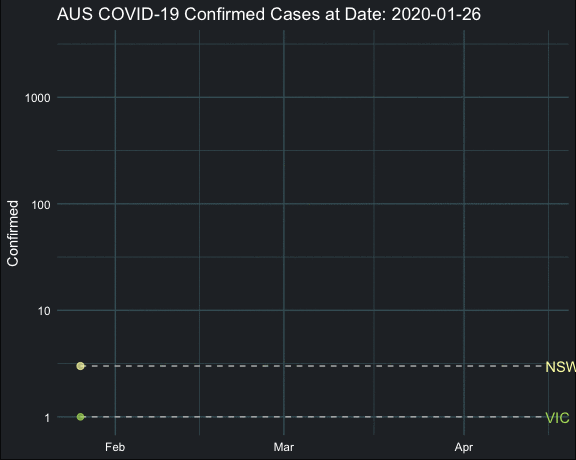 AUS COVID-19 Confirmed Cases at Date: 2020-01-26
1000
100
10
1
Confirmed
NSW
VIC
Feb Mar Apr